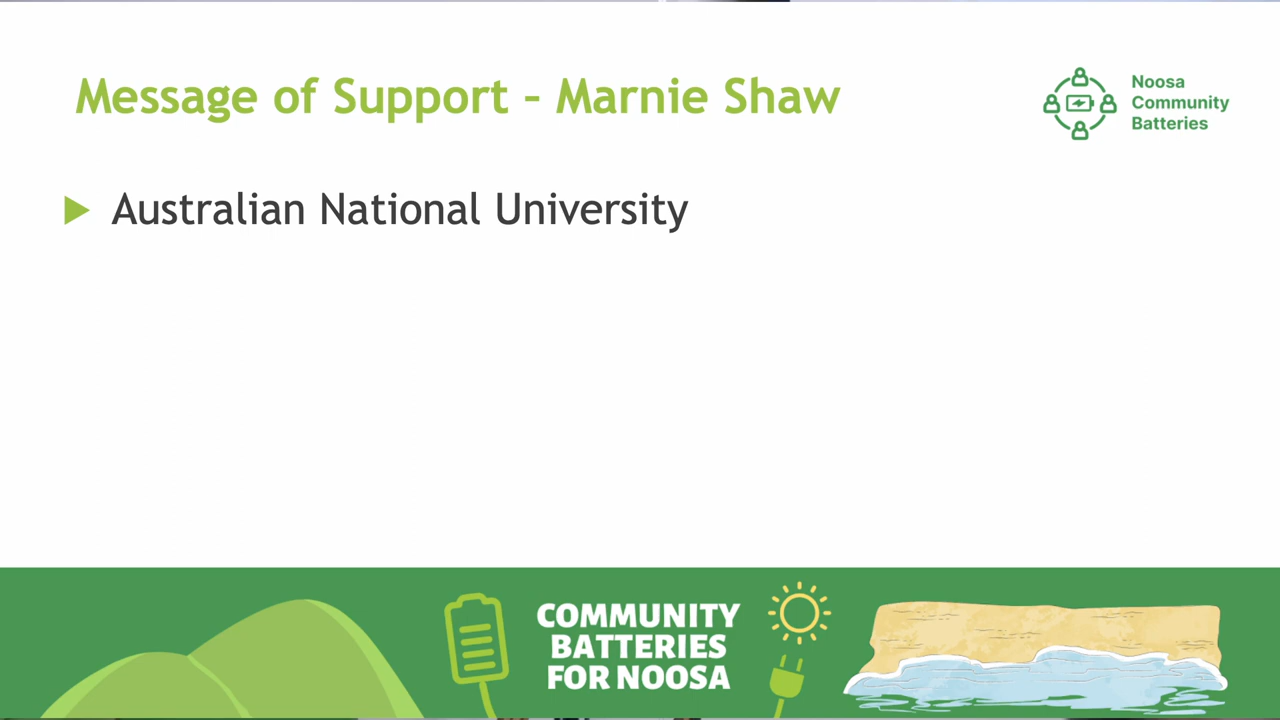 Message of Support – Marnie Shaw
Noosa
Community
Batteries
Australian National University
COMMUNITY
BATTERIES
FOR NOOSA